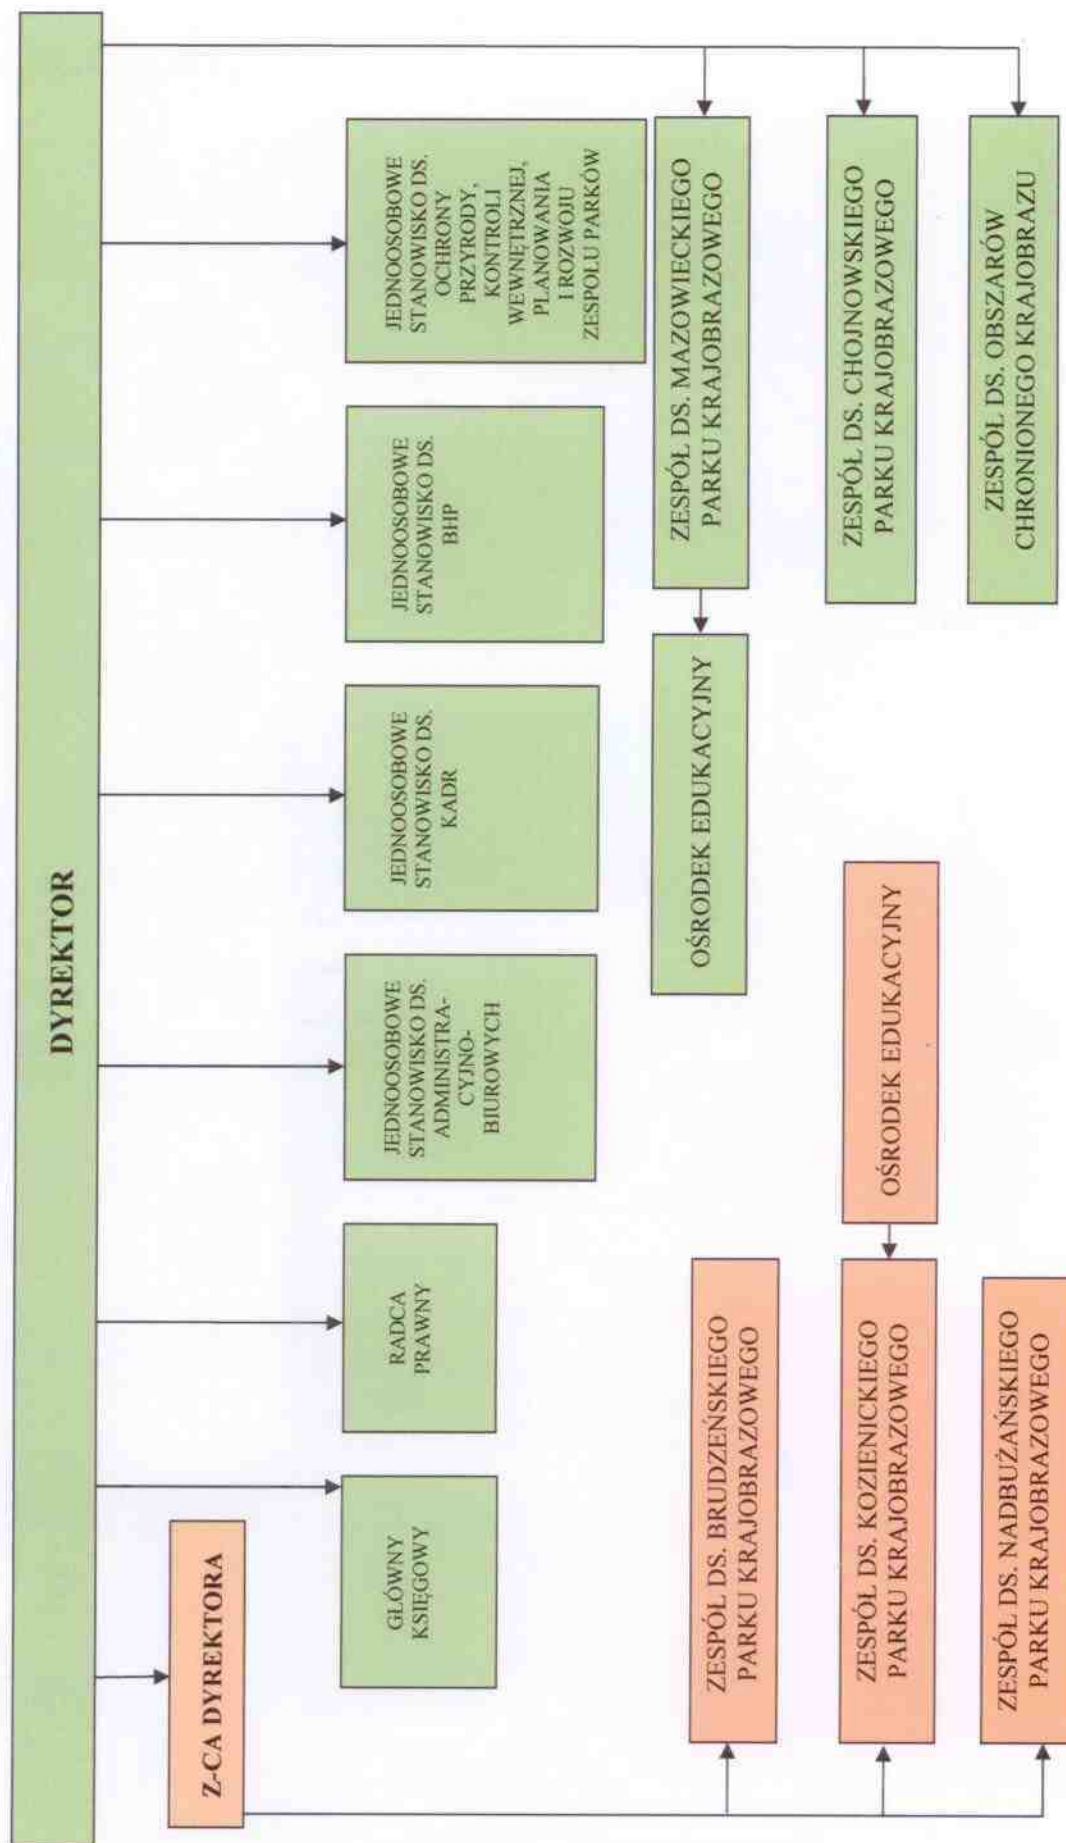 DYREKTOR
Z-CA DYREKTORA
GŁÓWNY
KSIĘGOWY
RADCA
PRAWNY
JEDNOOSOBOWE
STANOWISKO DS.
ADMINISTRA-
CYJNO-
BIUROWYCH
JEDNOOSOBOWE
STANOWISKO DS.
KADR
JEDNOOSOBOWE
STANOWISKO DS.
BHP
JEDNOOSOBOWE
STANOWISKO DS.
OCHRONY
PRZYRODY,
KONTROLI
WEWNĘTRZNEJ,
PLANOWANIA
I ROZWOJU
ZESPOŁU PARKÓW
ZESPÓŁ DS. BRUDZEŃSKIEGO
PARKU KRAJOBRAZOWEGO
ZESPÓŁ DS. KOZIENICKIEGO
PARKU KRAJOBRAZOWEGO
OŚRODEK EDUKACYJNY
ZESPÓŁ DS. NADBUŻAŃSKIEGO
PARKU KRAJOBRAZOWEGO
OŚRODEK EDUKACYJNY
ZESPÓŁ DS. MAZOWIECKIEGO
PARKU KRAJOBRAZOWEGO
ZESPÓŁ DS. CHOJNOWSKIEGO
PARKU KRAJOBRAZOWEGO
ZESPÓŁ DS. OBSZARÓW
CHRONIONEGO KRAJOBRAZU